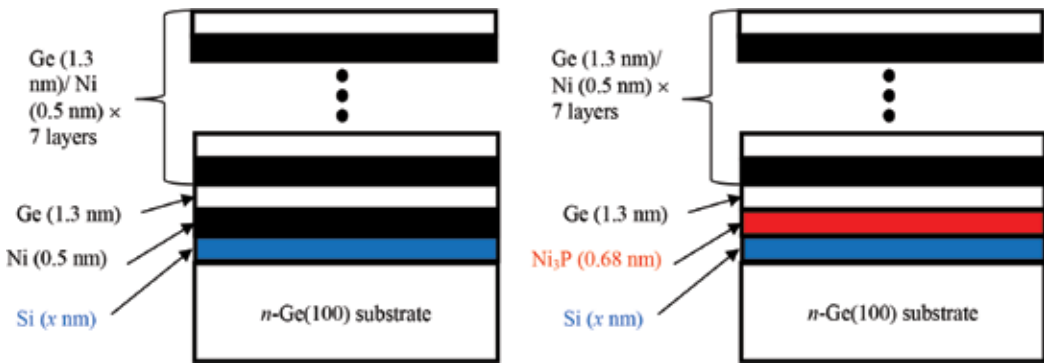 Ge (1.3
nm)/ Ni
(0.5 nm) ×
7 layers
Ge (1.3 nm)
Ni (0.5 nm)
Si (x nm)
n-Ge(100) substrate
Ge (1.3 nm)/
Ni (0.5 nm) ×
7 layers
Ge (1.3 nm)
Ni₃P (0.68 nm)
Si (x nm)
n-Ge(100) substrate